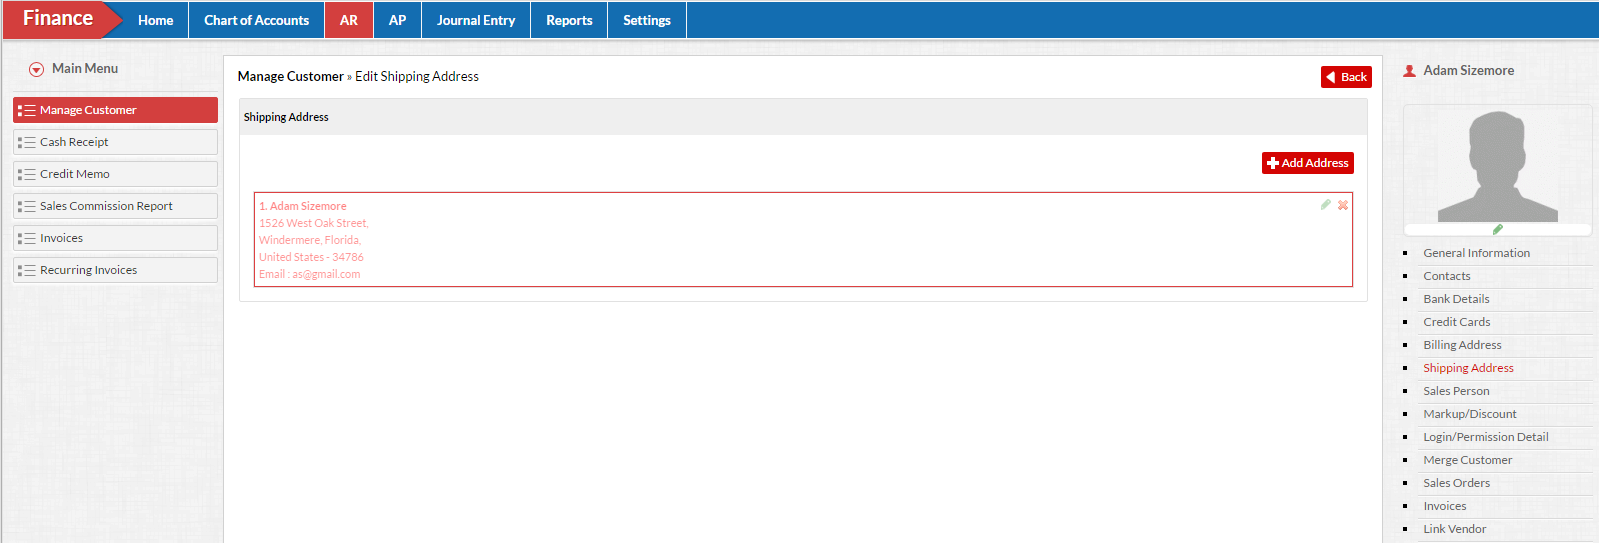 Finance
Home
Chart of Accounts
AR
AP
Journal Entry
Reports
Settings
Main Menu
Manage Customer
Cash Receipt
Credit Memo
Sales Commission Report
Invoices
Recurring Invoices
Manage Customer » Edit Shipping Address
Back
Shipping Address
Add Address
1. Adam Sizemore
1526 West Oak Street,
Windermere, Florida,
United States - 34786
Email : as@gmail.com
Adam Sizemore
General Information
Contacts
Bank Details
Credit Cards
Billing Address
Shipping Address
Sales Person
Markup/Discount
Login/Permission Detail
Merge Customer
Sales Orders
Invoices
Link Vendor